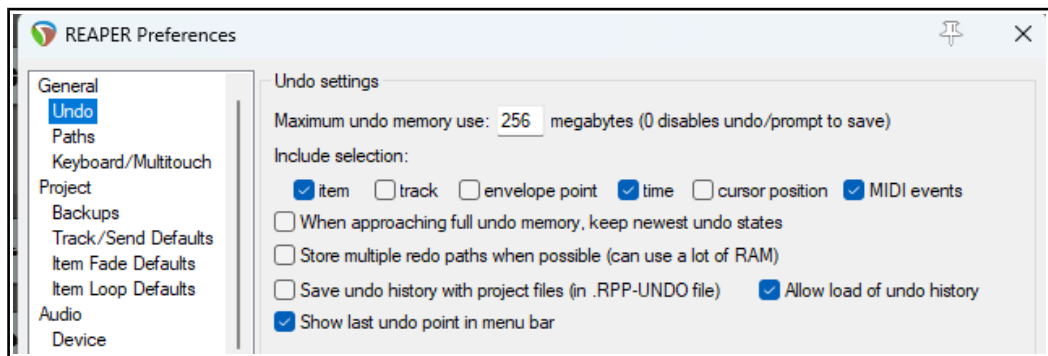 REAPER Preferences
General
Undo
Paths
Keyboard/Multitouch
Project
Backups
Track/Send Defaults
Item Fade Defaults
Item Loop Defaults
Audio
Device
Undo settings
Maximum undo memory use: 256 megabytes (0 disables undo/prompt to save)
Include selection:
item track envelope point time cursor position MIDI events
When approaching full undo memory, keep newest undo states
Store multiple redo paths when possible (can use a lot of RAM)
Save undo history with project files (in .RPP-UNDO file) Allow load of undo history
Show last undo point in menu bar